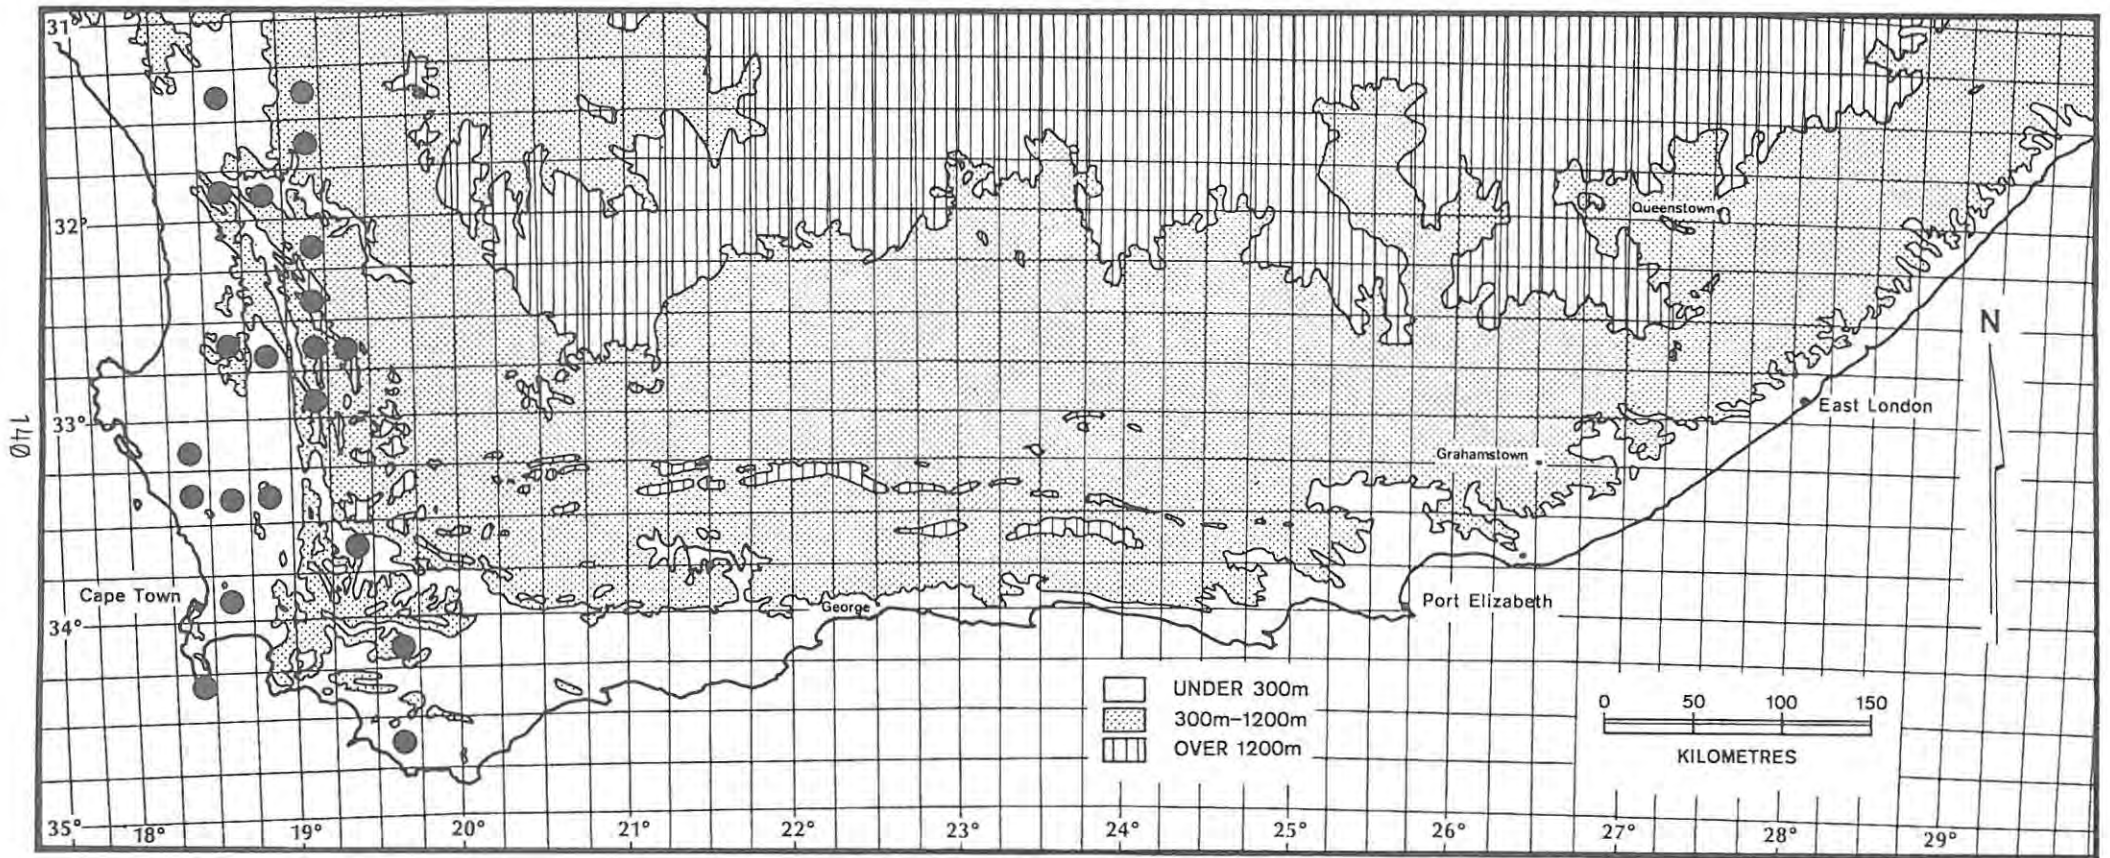 31°
32°
33°
34°
35°
140
Queenstown
East London
Grahamstown
Cape Town
George
Port Elizabeth
N
UNDER 300m
300m–1200m
OVER 1200m
0 50 100 150
KILOMETRES
18° 19° 20° 21° 22° 23° 24° 25° 26° 27° 28° 29°